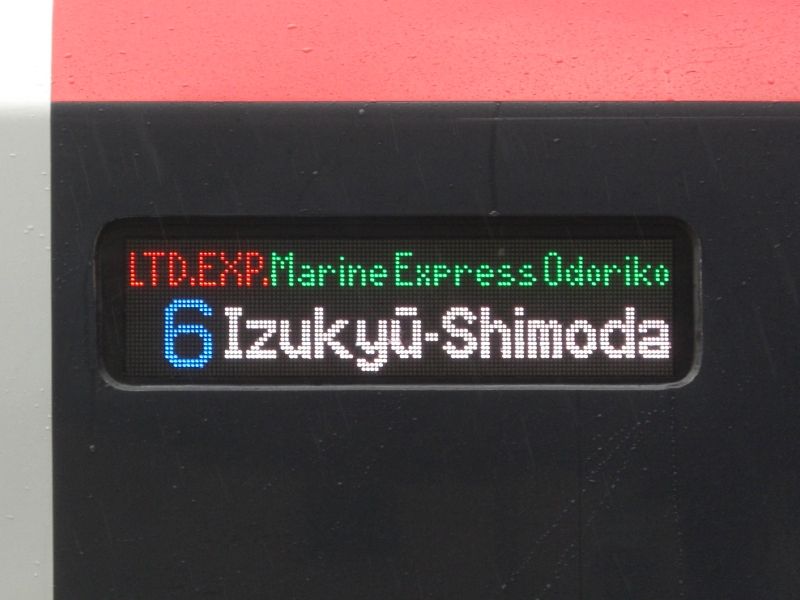 LTD.EXP.Marine Express Odoriko
6 Izukyū-Shimoda